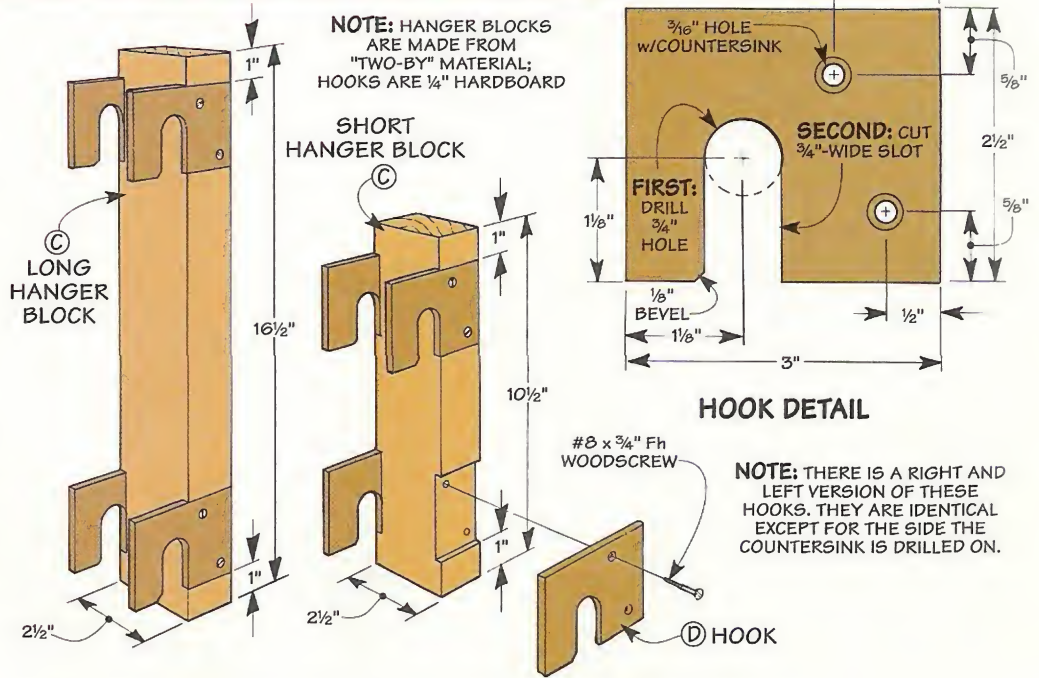 NOTE: HANGER BLOCKS
ARE MADE FROM
"TWO-BY" MATERIAL;
HOOKS ARE ¼" HARDBOARD
1"
SHORT
HANGER BLOCK
Ⓒ
Ⓒ
LONG
HANGER
BLOCK
16½"
1"
2½"
1"
10½"
1"
2½"
#8 x ¾" Fh
WOODSCREW
Ⓓ HOOK
3/16" HOLE
w/COUNTERSINK
5/8"
2½"
5/8"
SECOND: CUT
¾"-WIDE SLOT
FIRST:
DRILL
¾"
HOLE
1⅛"
⅛"
BEVEL
1⅛"
½"
3"
HOOK DETAIL
NOTE: THERE IS A RIGHT AND
LEFT VERSION OF THESE
HOOKS. THEY ARE IDENTICAL
EXCEPT FOR THE SIDE THE
COUNTERSINK IS DRILLED ON.